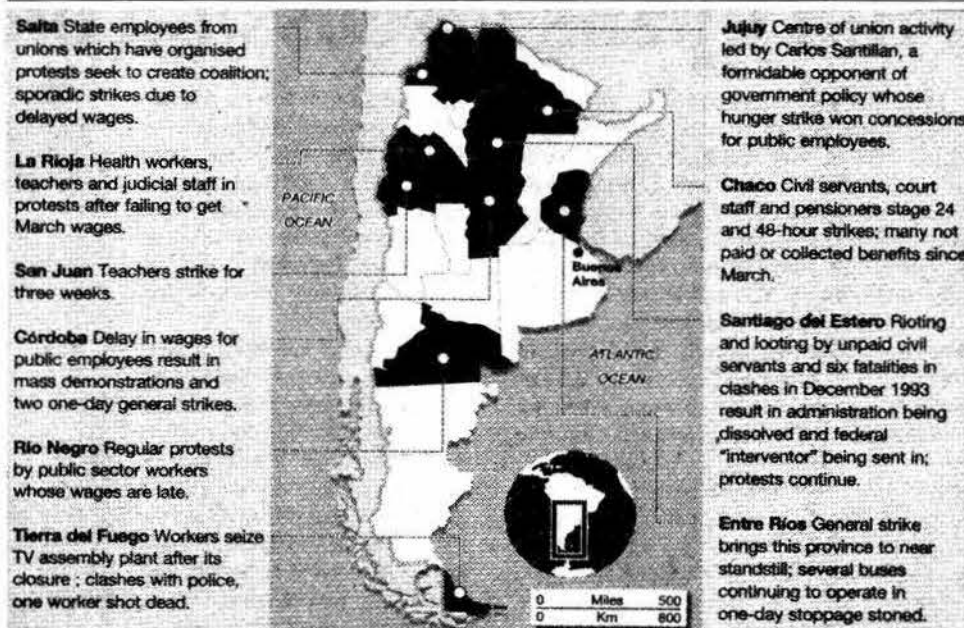 Salta State employees from
unions which have organised
protests seek to create coalition;
sporadic strikes due to
delayed wages.
La Rioja Health workers,
teachers and judicial staff in
protests after failing to get
March wages.
San Juan Teachers strike for
three weeks.
Córdoba Delay in wages for
public employees result in
mass demonstrations and
two one-day general strikes.
Río Negro Regular protests
by public sector workers
whose wages are late.
Tierra del Fuego Workers seize
TV assembly plant after its
closure ; clashes with police,
one worker shot dead.
PACIFIC
OCEAN
Buenos
Aires
ATLANTIC
OCEAN
0 Miles 500
0 Km 800
Jujuy Centre of union activity
led by Carlos Santillan, a
formidable opponent of
government policy whose
hunger strike won concessions
for public employees.
Chaco Civil servants, court
staff and pensioners stage 24
and 48-hour strikes; many not
paid or collected benefits since
March.
Santiago del Estero Rioting
and looting by unpaid civil
servants and six fatalities in
clashes in December 1993
result in administration being
dissolved and federal
"interventor" being sent in;
protests continue.
Entre Ríos General strike
brings this province to near
standstill; several buses
continuing to operate in
one-day stoppage stoned.